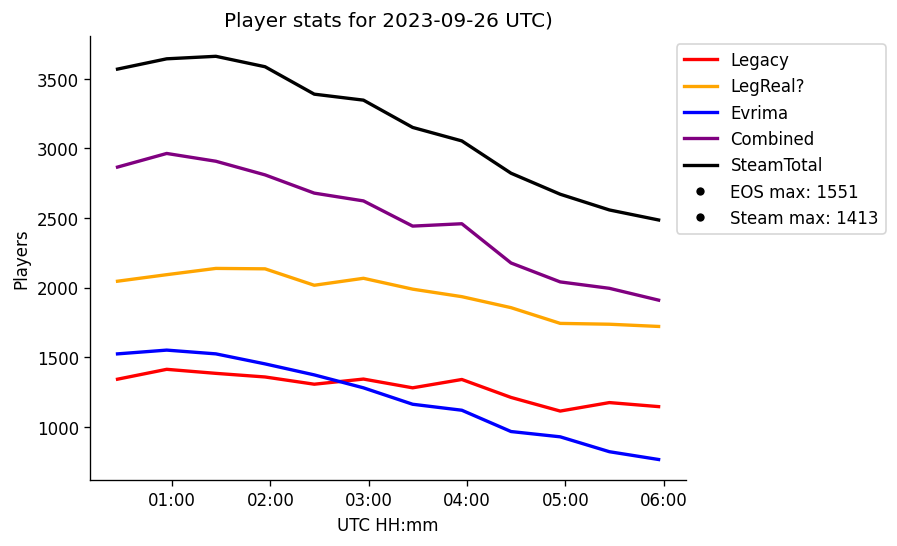 Player stats for 2023-09-26 UTC)
Legacy
LegReal?
Evrima
Combined
SteamTotal
EOS max: 1551
Steam max: 1413
3500
3000
2500
2000
1500
1000
Players
01:00 02:00 03:00 04:00 05:00 06:00
UTC HH:mm